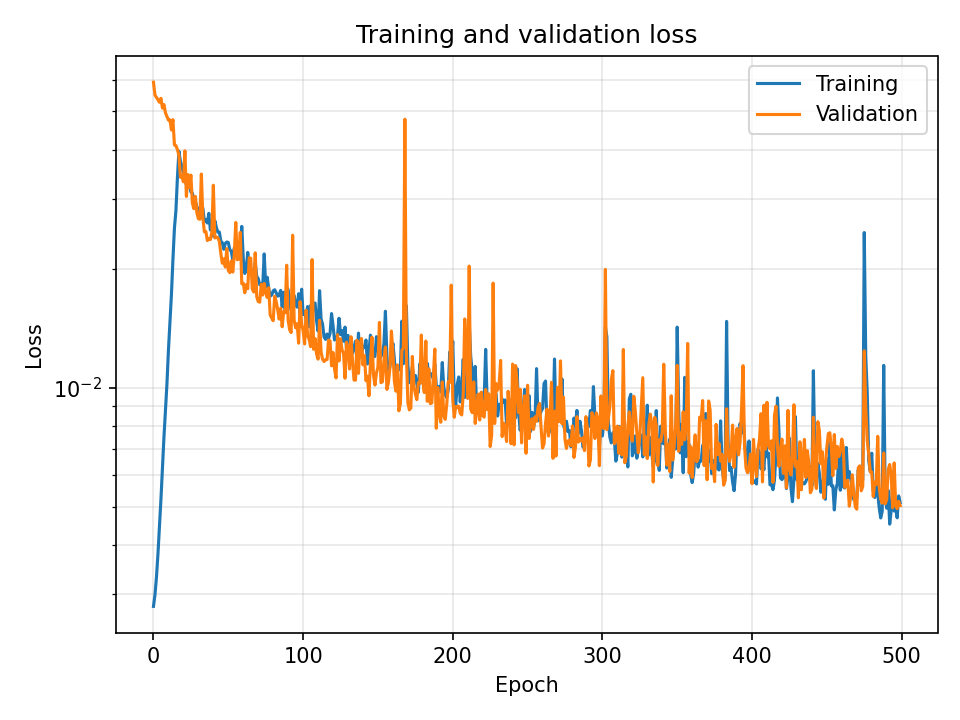 Training and validation loss
Training
Validation
Loss
10⁻²
0 100 200 300 400 500
Epoch